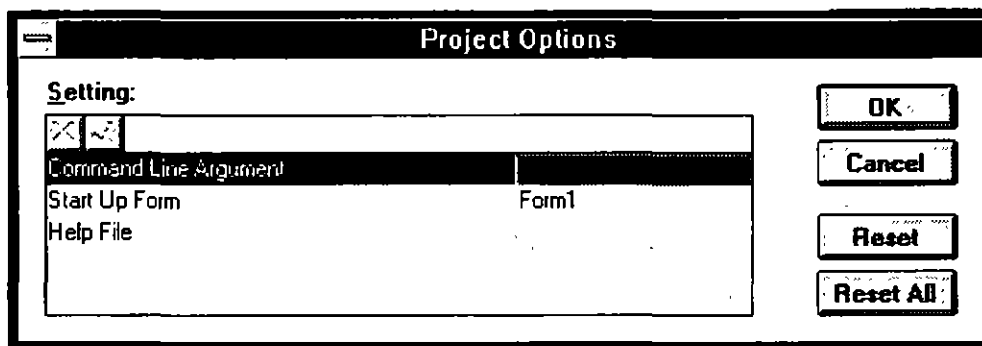 Project Options
Setting:
OK
Command Line Argument
Cancel
Start Up Form Form1
Help File
Reset
Reset All